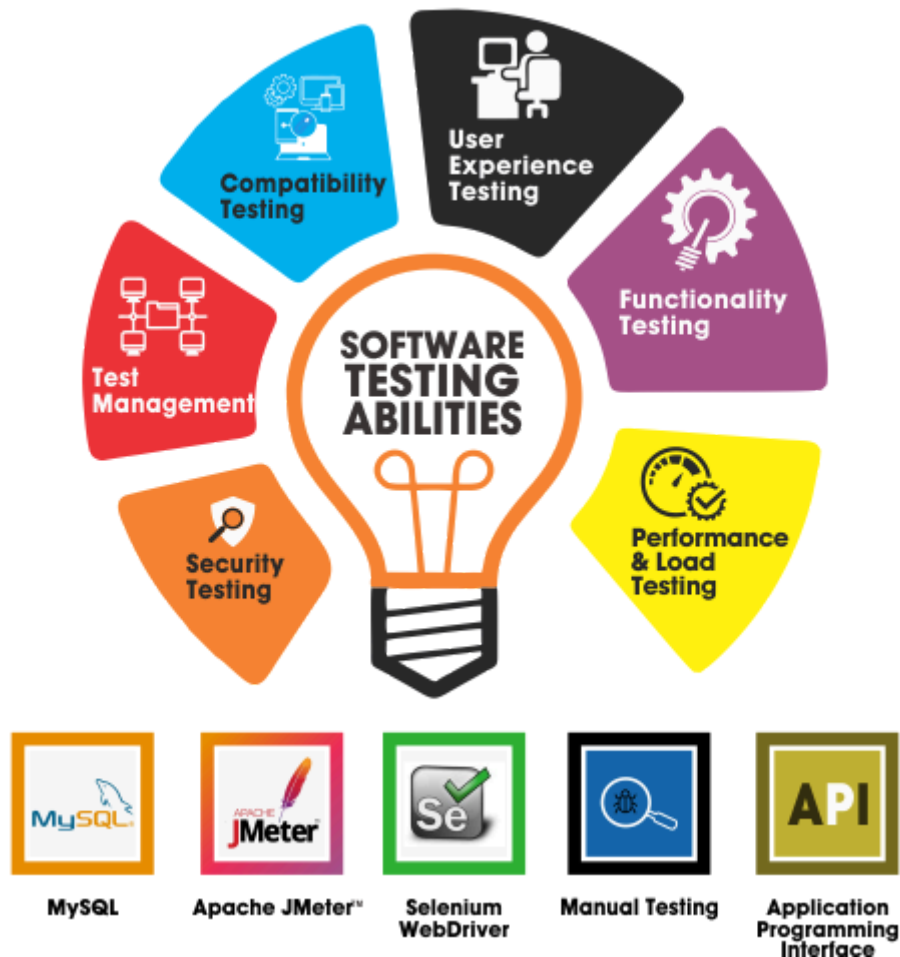 User
Experience
Testing
Compatibility
Testing
Functionality
Testing
SOFTWARE
TESTING
ABILITIES
Test
Management
Performance
& Load
Testing
Security
Testing
MySQL
APACHE
JMeter™
Se
API
MySQL
Apache JMeter™
Selenium
WebDriver
Manual Testing
Application
Programming
Interface